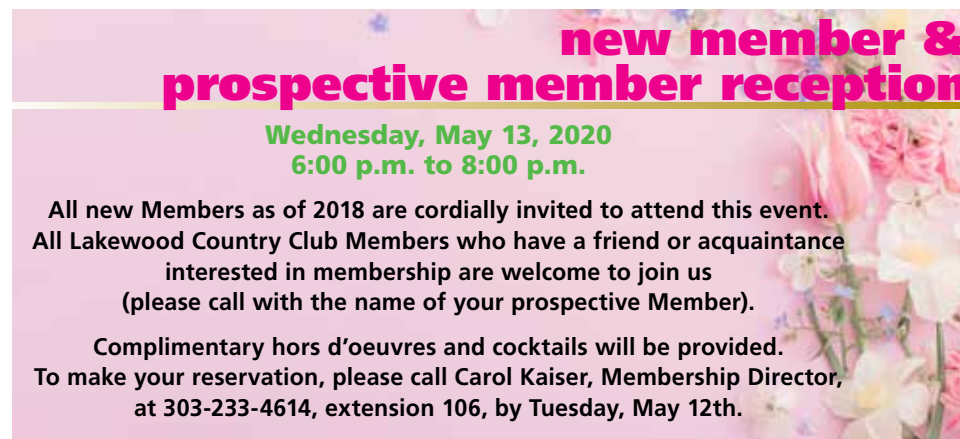 new member &
prospective member reception
Wednesday, May 13, 2020
6:00 p.m. to 8:00 p.m.
All new Members as of 2018 are cordially invited to attend this event.
All Lakewood Country Club Members who have a friend or acquaintance
interested in membership are welcome to join us
(please call with the name of your prospective Member).
Complimentary hors d’oeuvres and cocktails will be provided.
To make your reservation, please call Carol Kaiser, Membership Director,
at 303-233-4614, extension 106, by Tuesday, May 12th.